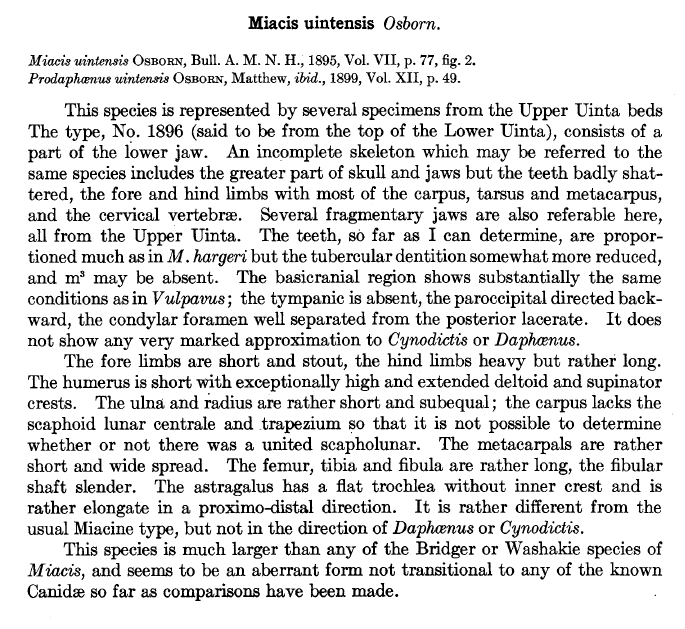 Miacis uintensis Osborn.
Miacis uintensis OSBORN, Bull. A. M. N. H., 1895, Vol. VII, p. 77, fig. 2.
Prodaphœnus uintensis OSBORN, Matthew, ibid., 1899, Vol. XII, p. 49.
This species is represented by several specimens from the Upper Uinta beds
The type, No. 1896 (said to be from the top of the Lower Uinta), consists of a
part of the lower jaw. An incomplete skeleton which may be referred to the
same species includes the greater part of skull and jaws but the teeth badly shat-
tered, the fore and hind limbs with most of the carpus, tarsus and metacarpus,
and the cervical vertebræ. Several fragmentary jaws are also referable here,
all from the Upper Uinta. The teeth, so far as I can determine, are propor-
tioned much as in M. hargeri but the tubercular dentition somewhat more reduced,
and m³ may be absent. The basicranial region shows substantially the same
conditions as in Vulpavus; the tympanic is absent, the paroccipital directed back-
ward, the condylar foramen well separated from the posterior lacerate. It does
not show any very marked approximation to Cynodictis or Daphœnus.
The fore limbs are short and stout, the hind limbs heavy but rather long.
The humerus is short with exceptionally high and extended deltoid and supinator
crests. The ulna and radius are rather short and subequal; the carpus lacks the
scaphoid lunar centrale and trapezium so that it is not possible to determine
whether or not there was a united scapholunar. The metacarpals are rather
short and wide spread. The femur, tibia and fibula are rather long, the fibular
shaft slender. The astragalus has a flat trochlea without inner crest and is
rather elongate in a proximo-distal direction. It is rather different from the
usual Miacine type, but not in the direction of Daphœnus or Cynodictis.
This species is much larger than any of the Bridger or Washakie species of
Miacis, and seems to be an aberrant form not transitional to any of the known
Canidæ so far as comparisons have been made.